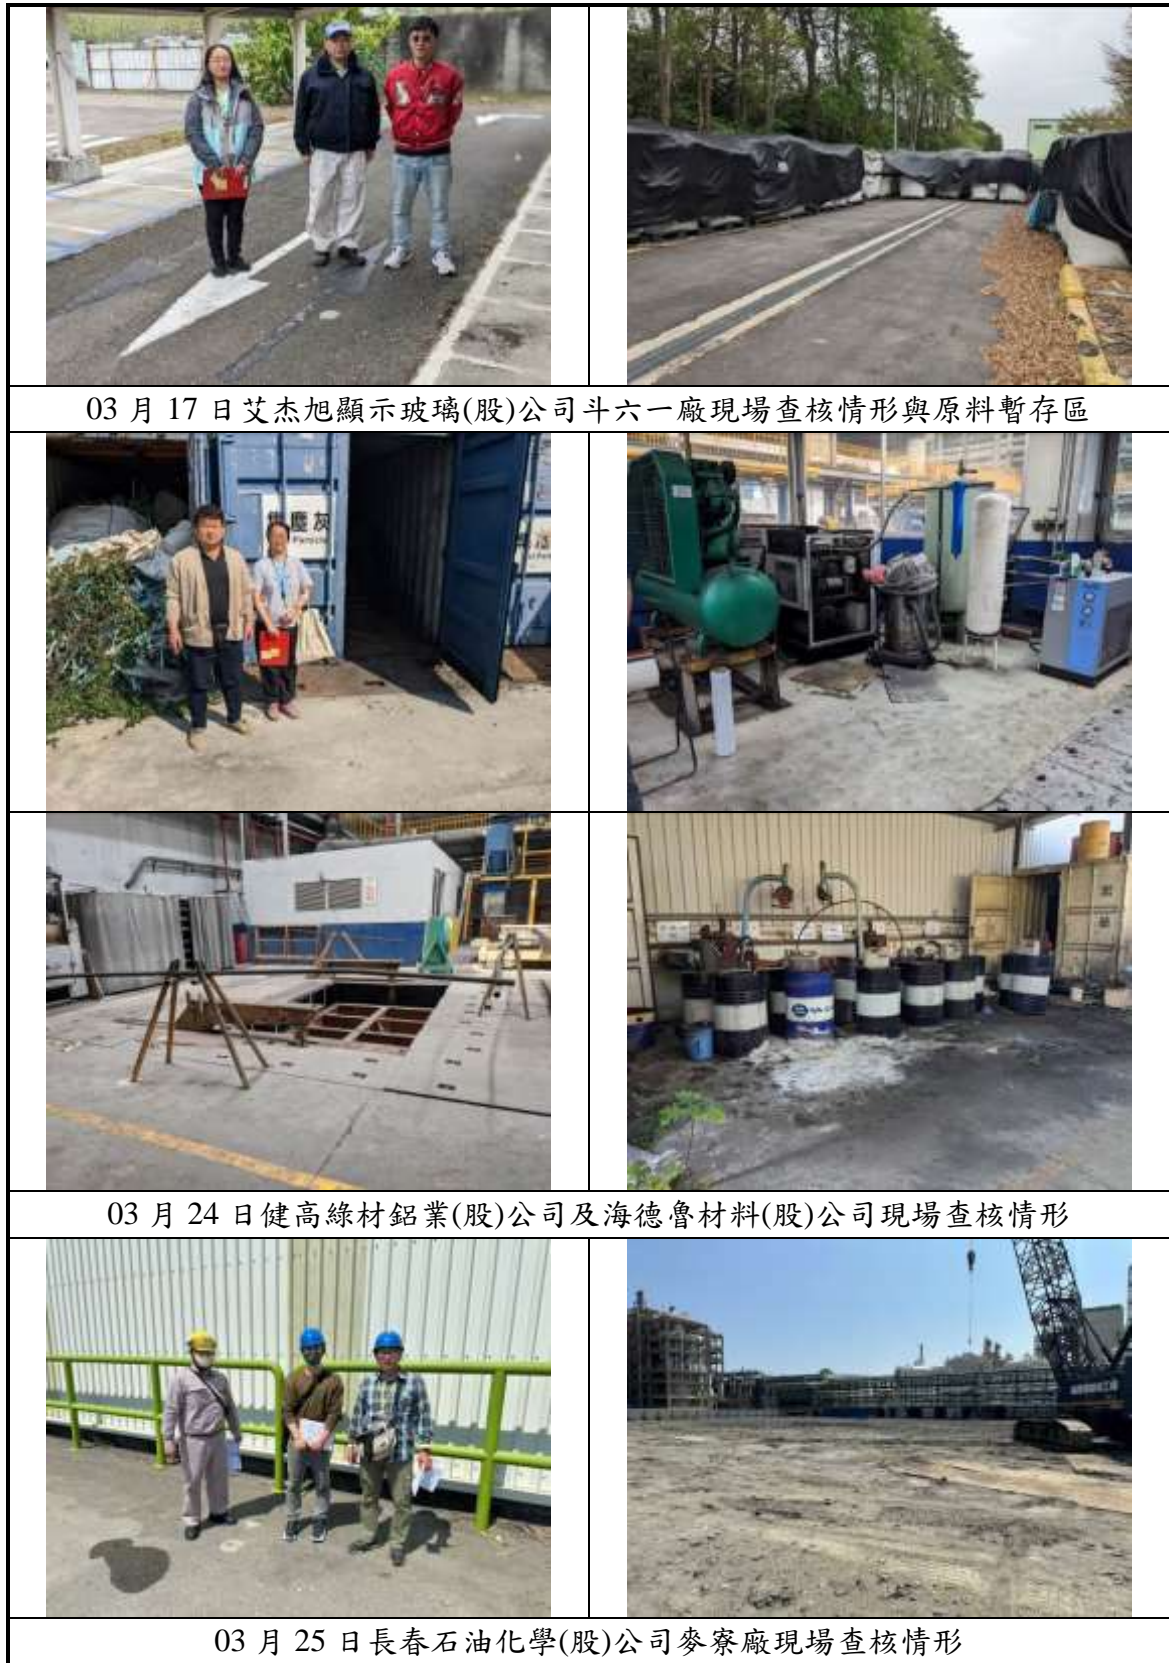 03 月 17 日艾杰旭顯示玻璃(股)公司斗六一廠現場查核情形與原料暫存區
塵灰
03 月 24 日健高綠材鋁業(股)公司及海德魯材料(股)公司現場查核情形
03 月 25 日長春石油化學(股)公司麥寮廠現場查核情形